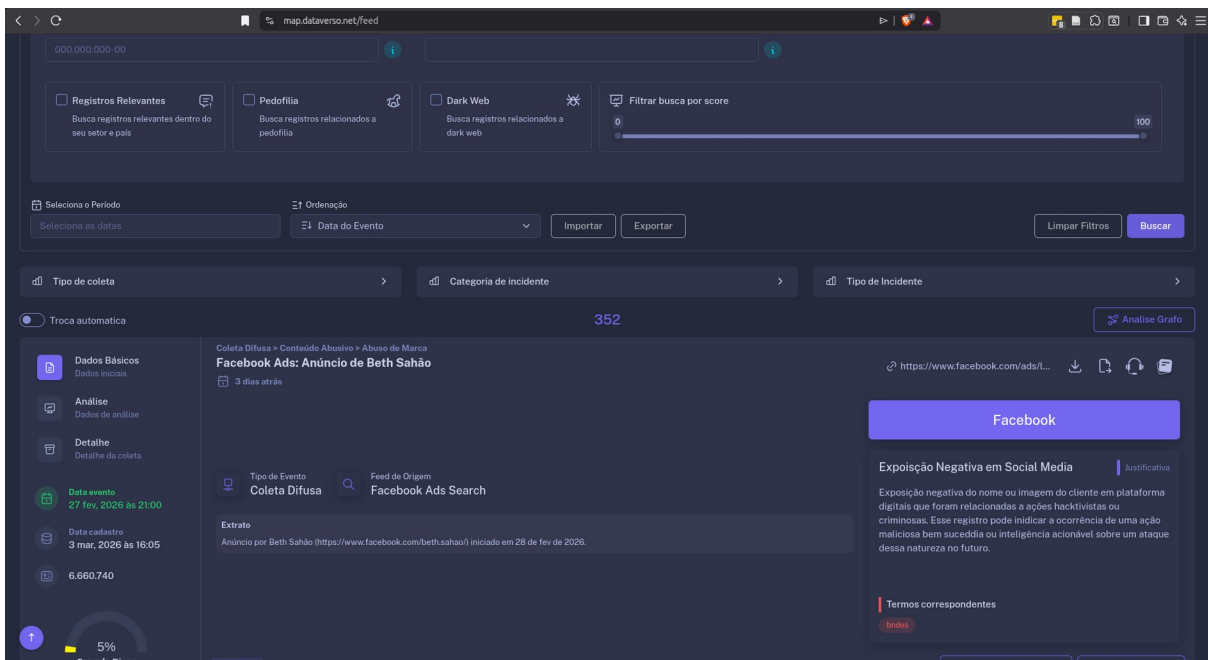 map.dataverso.net/feed
8
000.000.000-00
i
i
Registros Relevantes
Busca registros relevantes dentro do
seu setor e país
Pedofilia
Busca registros relacionados a
pedofilia
Dark Web
Busca registros relacionados a
dark web
Filtrar busca por score
0
100
Seleciona o Período
Seleciona as datas
Ordenação
Data do Evento
Importar
Exportar
Limpar Filtros
Buscar
Tipo de coleta
Categoria de incidente
Tipo de Incidente
Troca automatica
352
Analise Grafo
Dados Básicos
Dados iniciais
Análise
Dados de análise
Detalhe
Detalhe da coleta
Data evento
27 fev, 2026 às 21:00
Data cadastro
3 mar, 2026 às 16:05
6.660.740
5%
Coleta Difusa > Conteúdo Abusivo > Abuso de Marca
Facebook Ads: Anúncio de Beth Sahão
3 dias atrás
https://www.facebook.com/ads/l...
Tipo de Evento
Coleta Difusa
Feed de Origem
Facebook Ads Search
Extrato
Anúncio por Beth Sahão (https://www.facebook.com/beth.sahao/) iniciado em 28 de fev de 2026.
Facebook
Expoisção Negativa em Social Media
Justificativa
Exposição negativa do nome ou imagem do cliente em plataforma
digitais que foram relacionadas a ações hacktivistas ou
criminosas. Esse registro pode inidicar a ocorrência de uma ação
maliciosa bem suceddia ou inteligência acionável sobre um ataque
dessa natureza no futuro.
Termos correspondentes
bndes